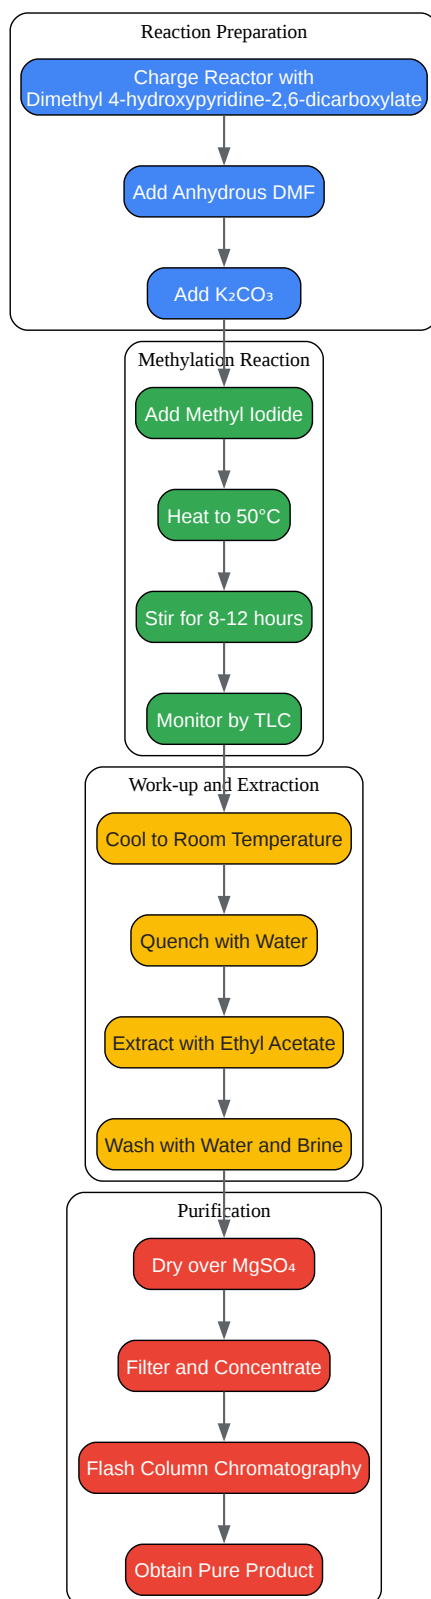 Reaction Preparation
Charge Reactor with
Dimethyl 4-hydroxypyridine-2,6-dicarboxylate
Add Anhydrous DMF
Add K₂CO₃
Methylation Reaction
Add Methyl Iodide
Heat to 50°C
Stir for 8-12 hours
Monitor by TLC
Work-up and Extraction
Cool to Room Temperature
Quench with Water
Extract with Ethyl Acetate
Wash with Water and Brine
Purification
Dry over MgSO₄
Filter and Concentrate
Flash Column Chromatography
Obtain Pure Product